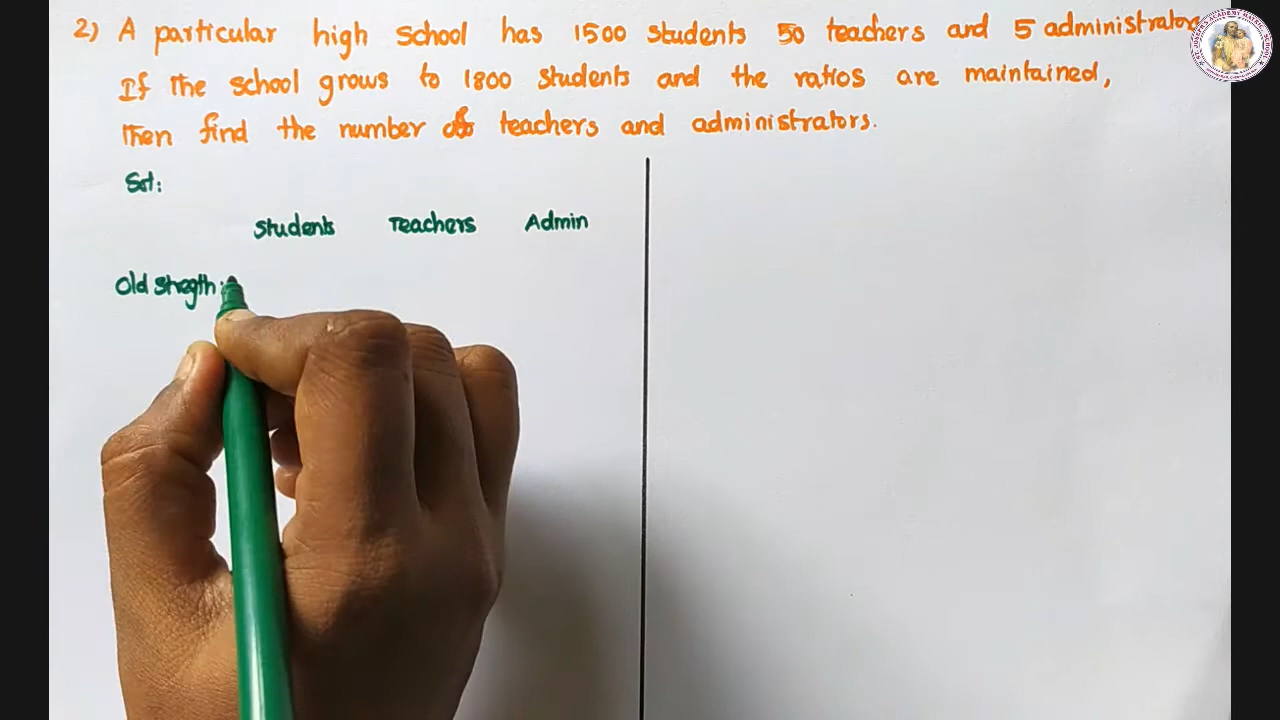 2) A particular high school has 1500 students 50 teachers and 5 administrators
If the school grows to 1800 students and the ratios are maintained,
then find the number of teachers and administrators.
Sol:
Students Teachers Admin
Old stregth: